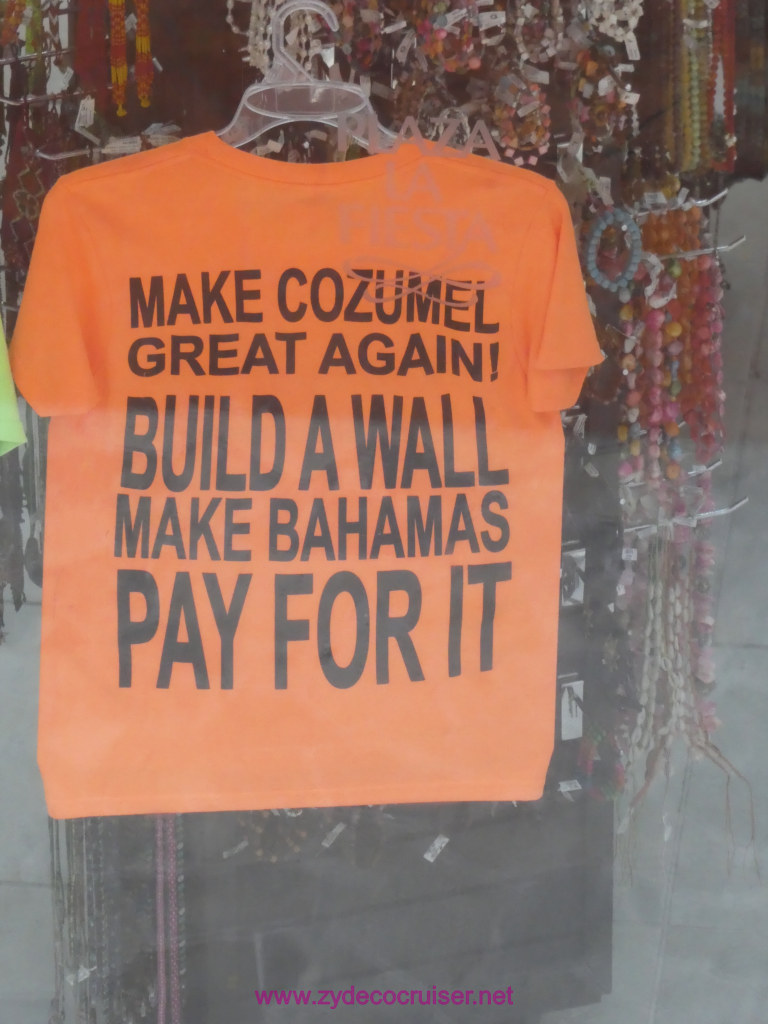 PLAZA
LA
FIESTA
MAKE COZUMEL
GREAT AGAIN!
BUILD A WALL
MAKE BAHAMAS
PAY FOR IT
www.zydecocruiser.net